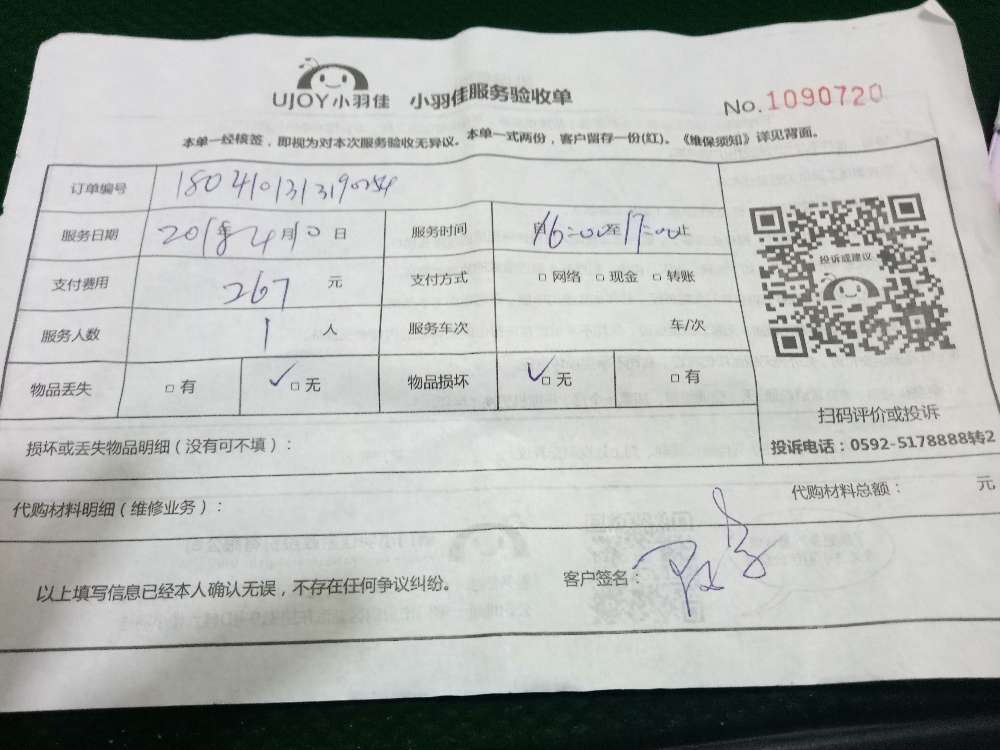 UJOY小羽佳 小羽佳服务验收单 No.1090720
本单一经核签，即视为对本次服务验收无异议。本单一式两份，客户留存一份(红)。《维保须知》详见背面。
订单编号
服务日期 2018年4月10日 服务时间 自16:00至17:00止
支付费用 267 元 支付方式 □网络 □现金 □转账
投诉或建议
服务人数 1 人 服务车次 车/次
物品丢失 □有 ✓□无 物品损坏 ✓□无 □有
扫码评价或投诉
投诉电话：0592-5178888转2
损坏或丢失物品明细（没有可不填）：
代购材料明细（维修业务）： 代购材料总额： 元
以上填写信息已经本人确认无误，不存在任何争议纠纷。 客户签名：